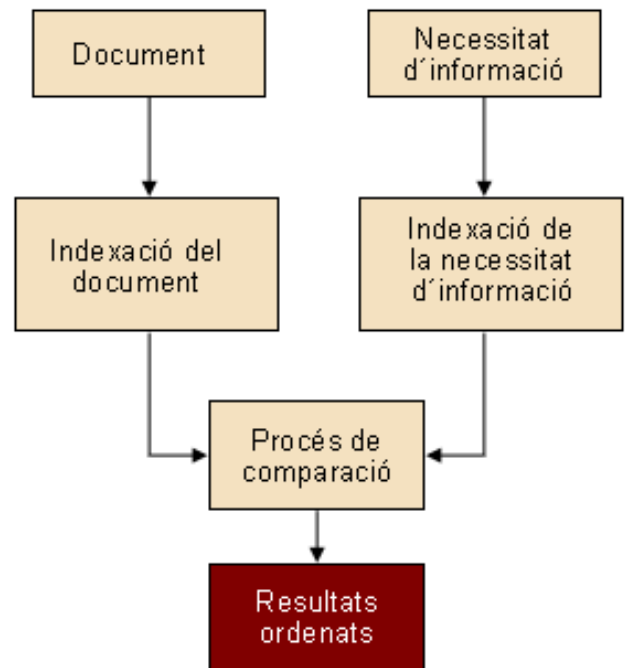 Document
Necessitat
d´informació
Indexació del
document
Indexació de
la necessitat
d´informació
Procés de
comparació
Resultats
ordenats